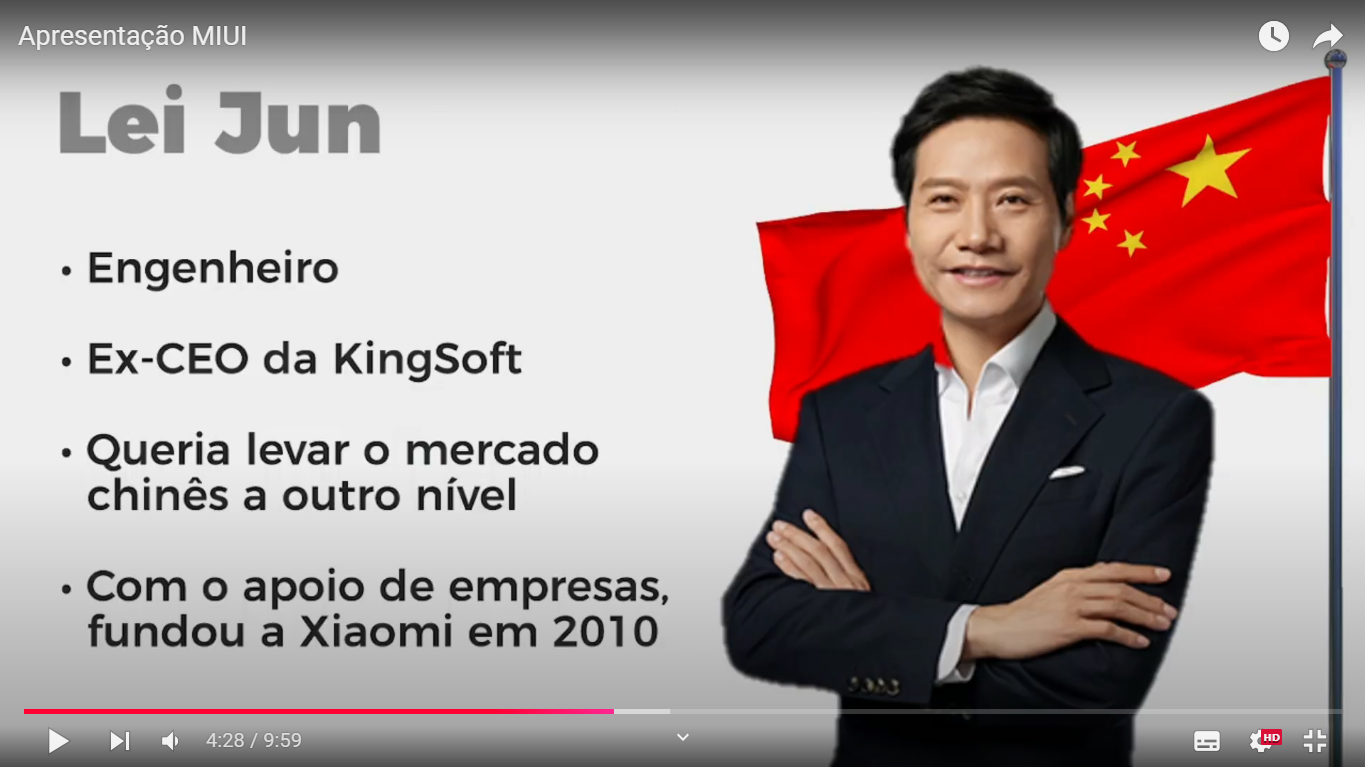 Apresentação MIUI
Lei Jun
• Engenheiro
• Ex-CEO da KingSoft
• Queria levar o mercado
chinês a outro nível
• Com o apoio de empresas,
fundou a Xiaomi em 2010
4:28 / 9:59
HD